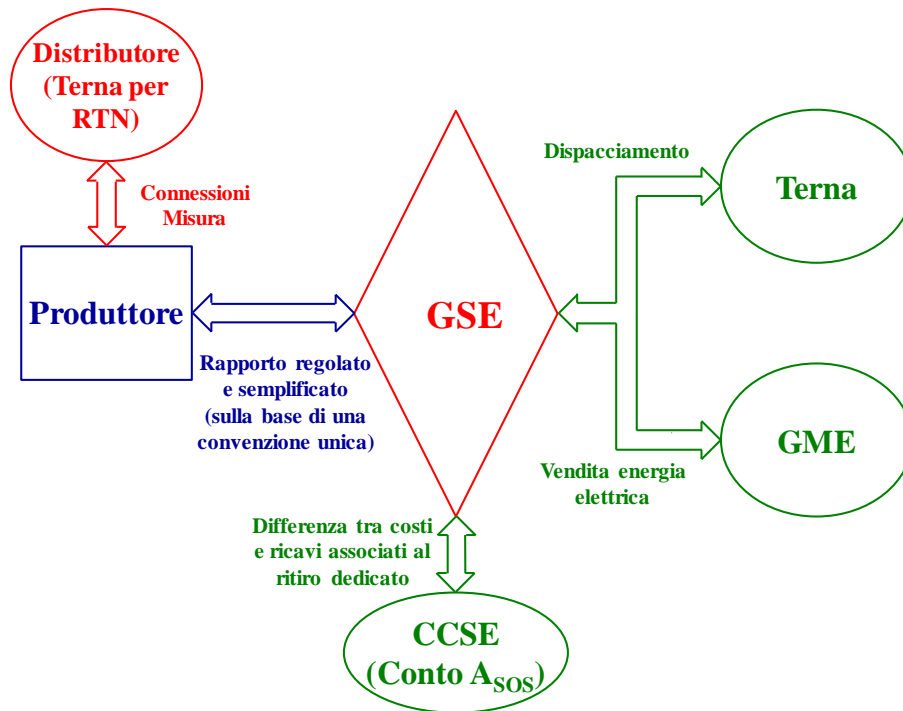 Distributore
(Terna per
RTN)
Connessioni
Misura
Produttore
Rapporto regolato
e semplificato
(sulla base di una
convenzione unica)
GSE
Dispacciamento
Terna
GME
Vendita energia
elettrica
Differenza tra costi
e ricavi associati al
ritiro dedicato
CCSE
(Conto ASOS)